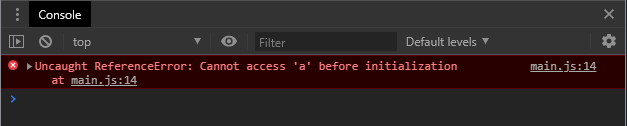 Console
top Filter Default levels
Uncaught ReferenceError: Cannot access 'a' before initialization main.js:14
at main.js:14